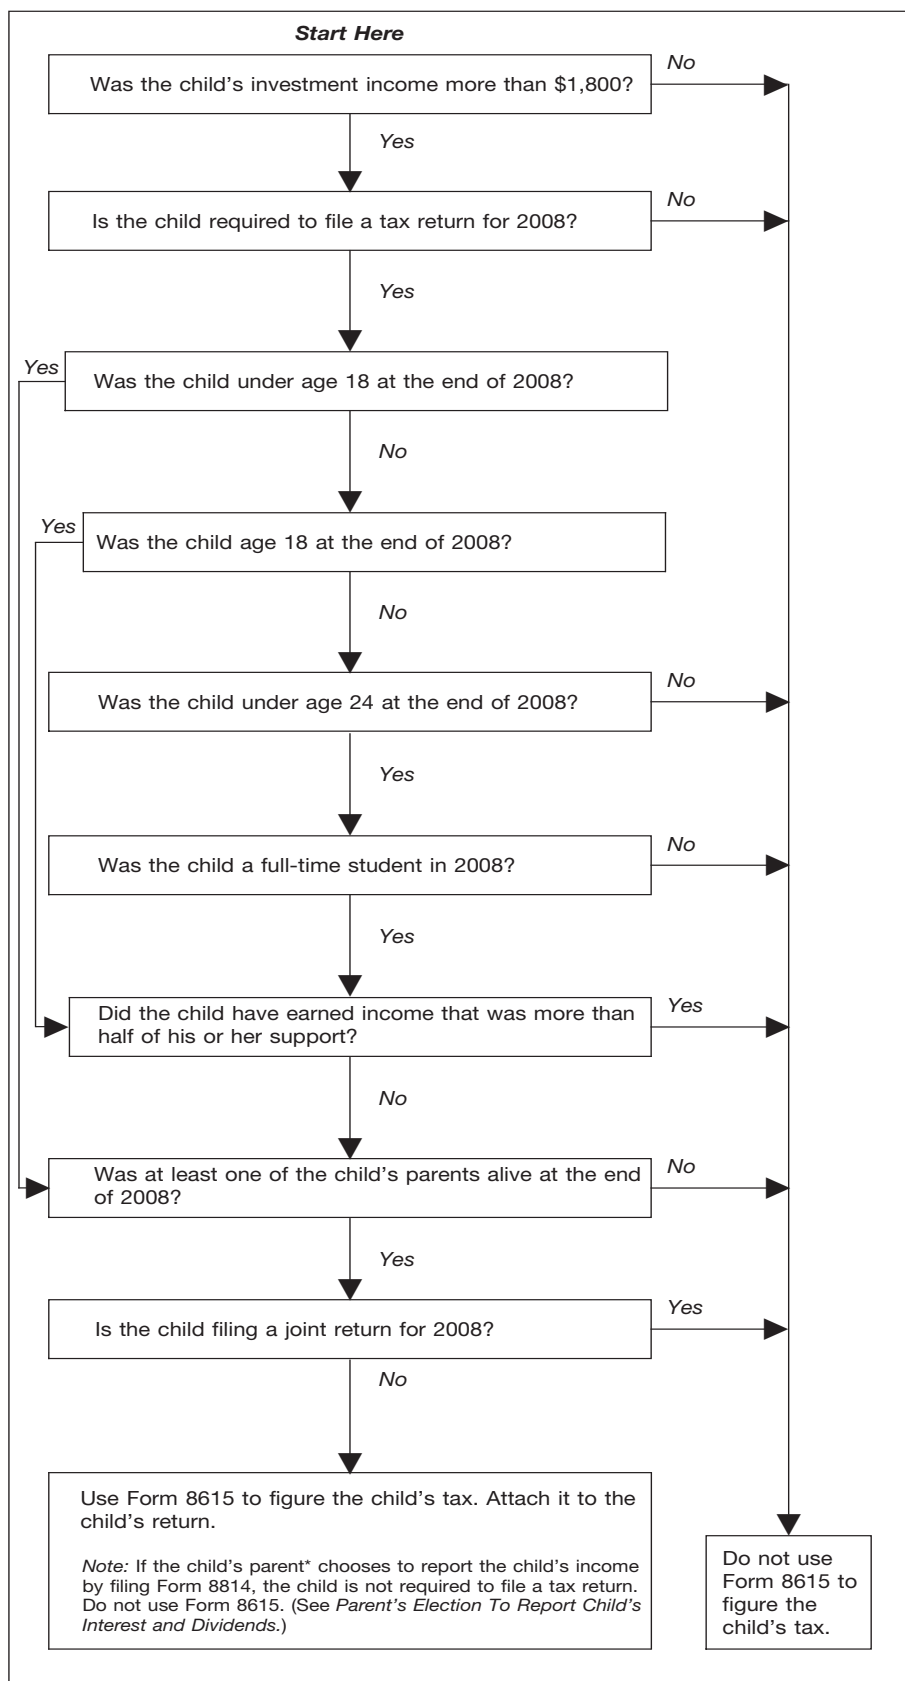 Start Here
Was the child's investment income more than $1,800?
No
Yes
Is the child required to file a tax return for 2008?
No
Yes
Yes
Was the child under age 18 at the end of 2008?
No
Yes
Was the child age 18 at the end of 2008?
No
Was the child under age 24 at the end of 2008?
No
Yes
Was the child a full-time student in 2008?
No
Yes
Did the child have earned income that was more than
half of his or her support?
Yes
No
Was at least one of the child's parents alive at the end
of 2008?
No
Yes
Is the child filing a joint return for 2008?
Yes
No
Use Form 8615 to figure the child's tax. Attach it to the
child's return.
Note: If the child's parent* chooses to report the child's income
by filing Form 8814, the child is not required to file a tax return.
Do not use Form 8615. (See Parent's Election To Report Child's
Interest and Dividends.)
Do not use
Form 8615 to
figure the
child's tax.